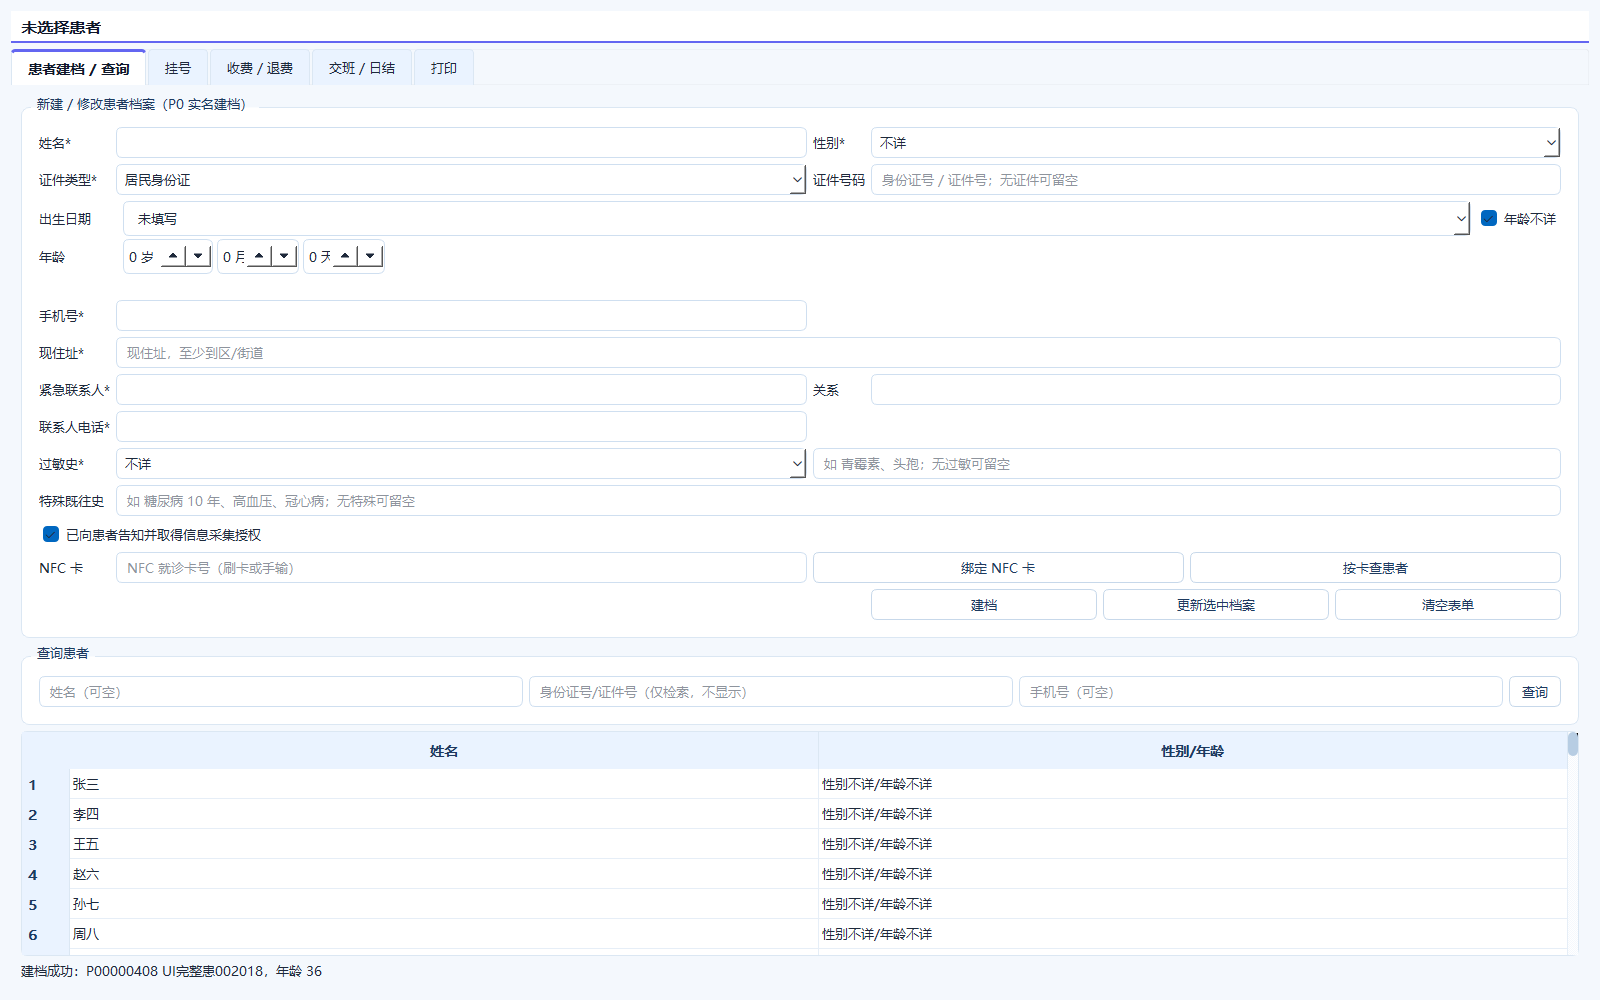 未选择患者
患者建档 / 查询 挂号 收费 / 退费 交班 / 日结 打印
新建 / 修改患者档案（P0 实名建档）
姓名* 性别* 不详
证件类型* 居民身份证 证件号码 身份证号 / 证件号；无证件可留空
出生日期 未填写 年龄不详
年龄 0 岁 0 月 0 天
手机号*
现住址* 现住址，至少到区/街道
紧急联系人* 关系
联系人电话*
过敏史* 不详 如 青霉素、头孢；无过敏可留空
特殊既往史 如 糖尿病 10 年、高血压、冠心病；无特殊可留空
已向患者告知并取得信息采集授权
NFC 卡 NFC 就诊卡号（刷卡或手输） 绑定 NFC 卡 按卡查患者
建档 更新选中档案 清空表单
查询患者
姓名（可空） 身份证号/证件号（仅检索，不显示） 手机号（可空） 查询
姓名 性别/年龄
1 张三 性别不详/年龄不详
2 李四 性别不详/年龄不详
3 王五 性别不详/年龄不详
4 赵六 性别不详/年龄不详
5 孙七 性别不详/年龄不详
6 周八 性别不详/年龄不详
建档成功：P00000408 UI完整患002018，年龄 36